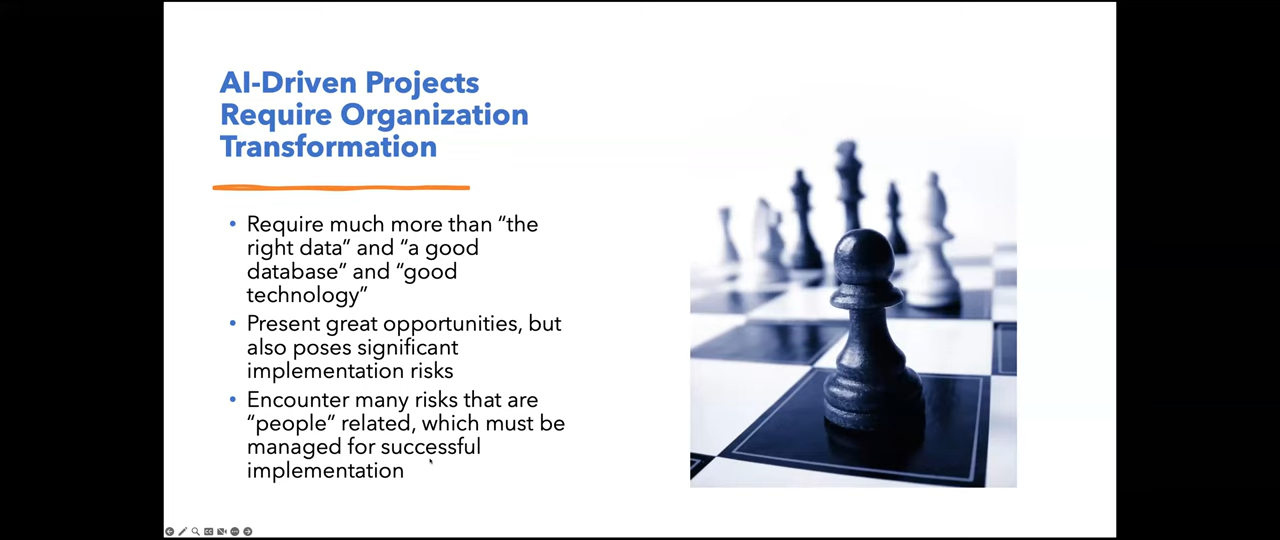 AI-Driven Projects
Require Organization
Transformation
• Require much more than “the
right data” and “a good
database” and “good
technology”
• Present great opportunities, but
also poses significant
implementation risks
• Encounter many risks that are
“people” related, which must be
managed for successful
implementation